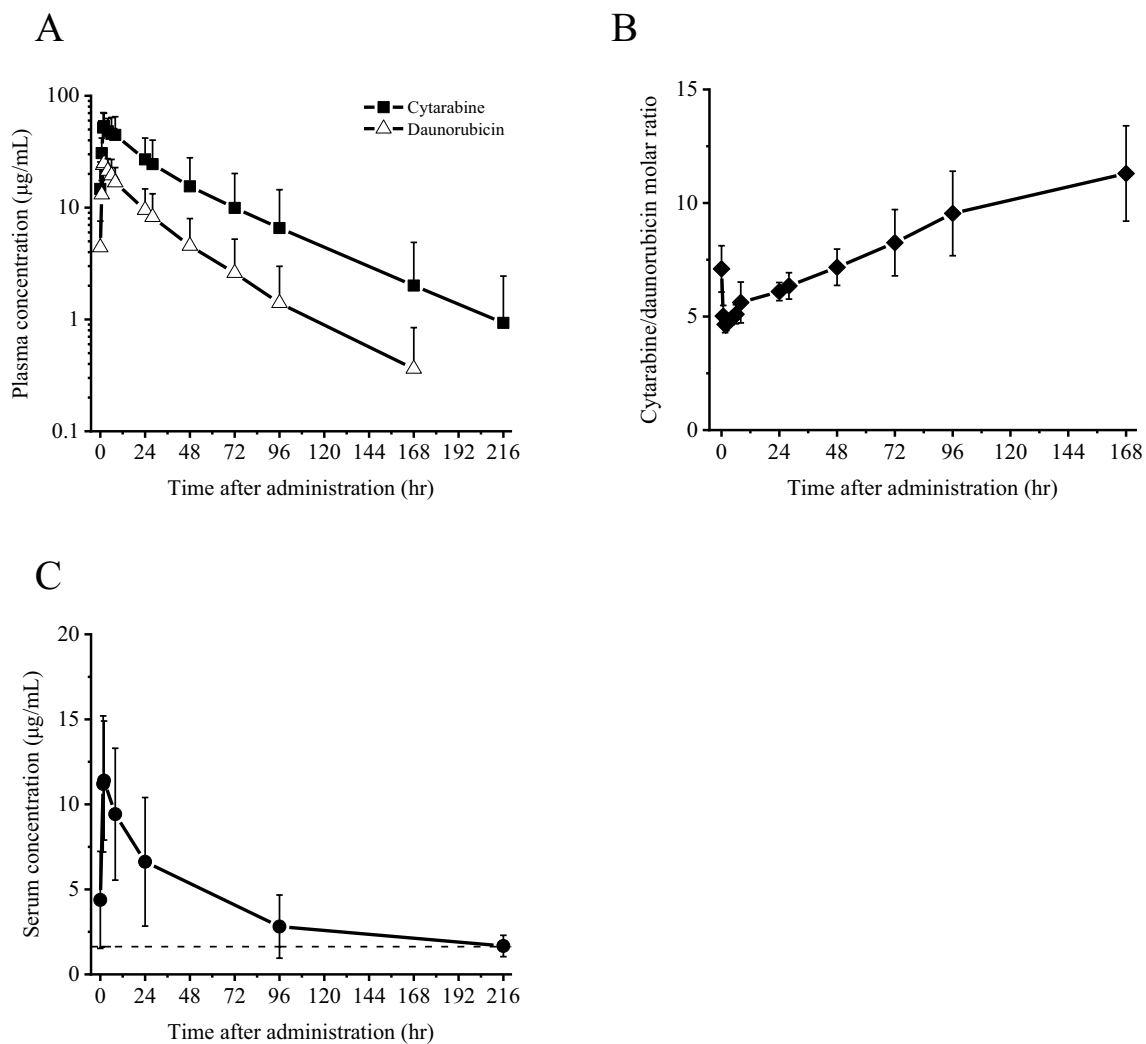 A
Plasma concentration (μg/mL)
100
10
1
0.1
Cytarabine
Daunorubicin
0 24 48 72 96 120 144 168 192 216
Time after administration (hr)
B
Cytarabine/daunorubicin molar ratio
15
10
5
0
0 24 48 72 96 120 144 168
Time after administration (hr)
C
Serum concentration (μg/mL)
20
15
10
5
0
0 24 48 72 96 120 144 168 192 216
Time after administration (hr)